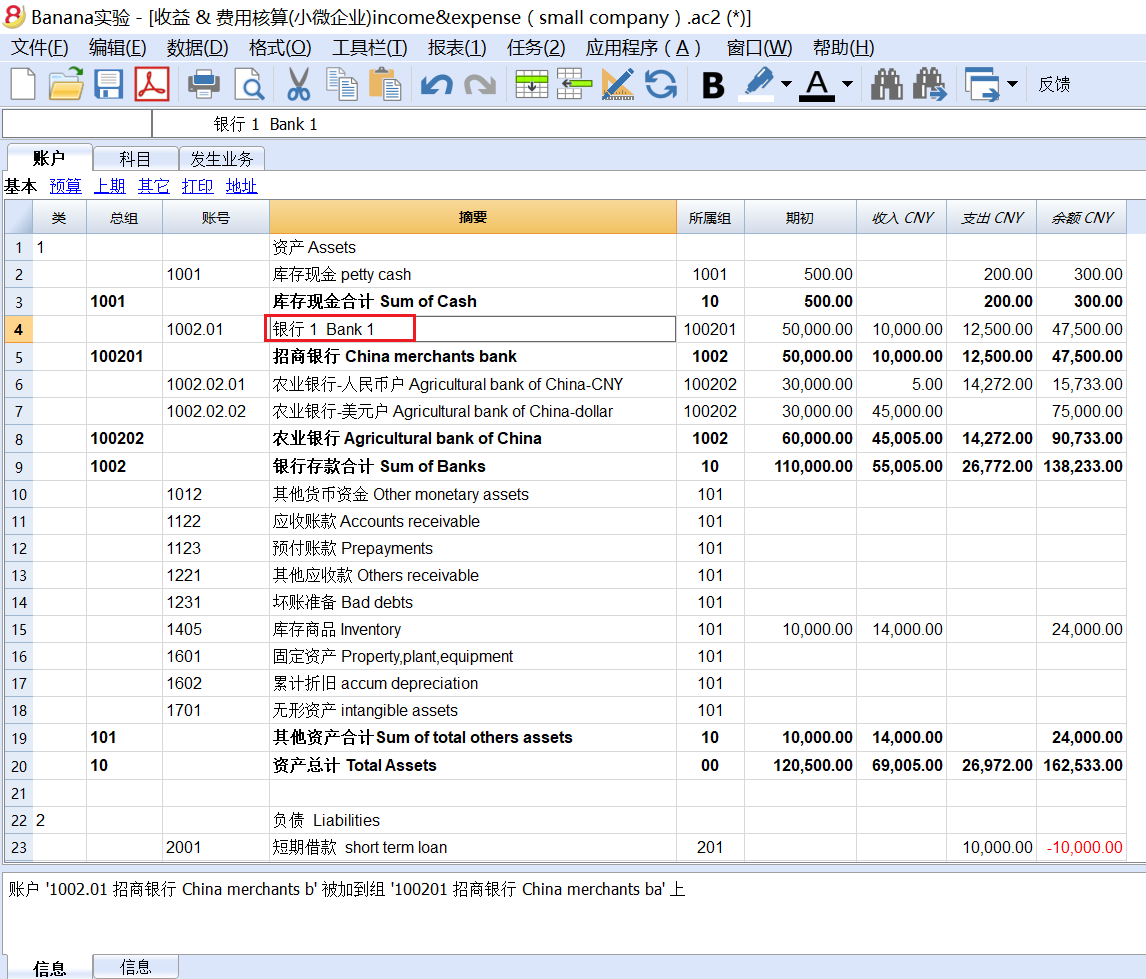 Banana实验 - [收益 & 费用核算(小微企业)income&expense ( small company ) .ac2 (*)]
文件(F) 编辑(E) 数据(D) 格式(O) 工具栏(T) 报表(1) 任务(2) 应用程序 ( A ) 窗口(W) 帮助(H)
B A 反馈
银行 1 Bank 1
账户 科目 发生业务
基本 预算 上期 其它 打印 地址
类 总组 账号 摘要 所属组 期初 收入 CNY 支出 CNY 余额 CNY
1 1 资产 Assets
2 1001 库存现金 petty cash 1001 500.00 200.00 300.00
3 1001 库存现金合计 Sum of Cash 10 500.00 200.00 300.00
4 1002.01 银行 1 Bank 1 100201 50,000.00 10,000.00 12,500.00 47,500.00
5 100201 招商银行 China merchants bank 1002 50,000.00 10,000.00 12,500.00 47,500.00
6 1002.02.01 农业银行-人民币户 Agricultural bank of China-CNY 100202 30,000.00 5.00 14,272.00 15,733.00
7 1002.02.02 农业银行-美元户 Agricultural bank of China-dollar 100202 30,000.00 45,000.00 75,000.00
8 100202 农业银行 Agricultural bank of China 1002 60,000.00 45,005.00 14,272.00 90,733.00
9 1002 银行存款合计 Sum of Banks 10 110,000.00 55,005.00 26,772.00 138,233.00
10 1012 其他货币资金 Other monetary assets 101
11 1122 应收账款 Accounts receivable 101
12 1123 预付账款 Prepayments 101
13 1221 其他应收款 Others receivable 101
14 1231 坏账准备 Bad debts 101
15 1405 库存商品 Inventory 101 10,000.00 14,000.00 24,000.00
16 1601 固定资产 Property,plant,equipment 101
17 1602 累计折旧 accum depreciation 101
18 1701 无形资产 intangible assets 101
19 101 其他资产合计Sum of total others assets 10 10,000.00 14,000.00 24,000.00
20 10 资产总计 Total Assets 00 120,500.00 69,005.00 26,972.00 162,533.00
21
22 2 负债 Liabilities
23 2001 短期借款 short term loan 201 10,000.00 -10,000.00
账户 '1002.01 招商银行 China merchants b' 被加到组 '100201 招商银行 China merchants ba' 上
信息 信息